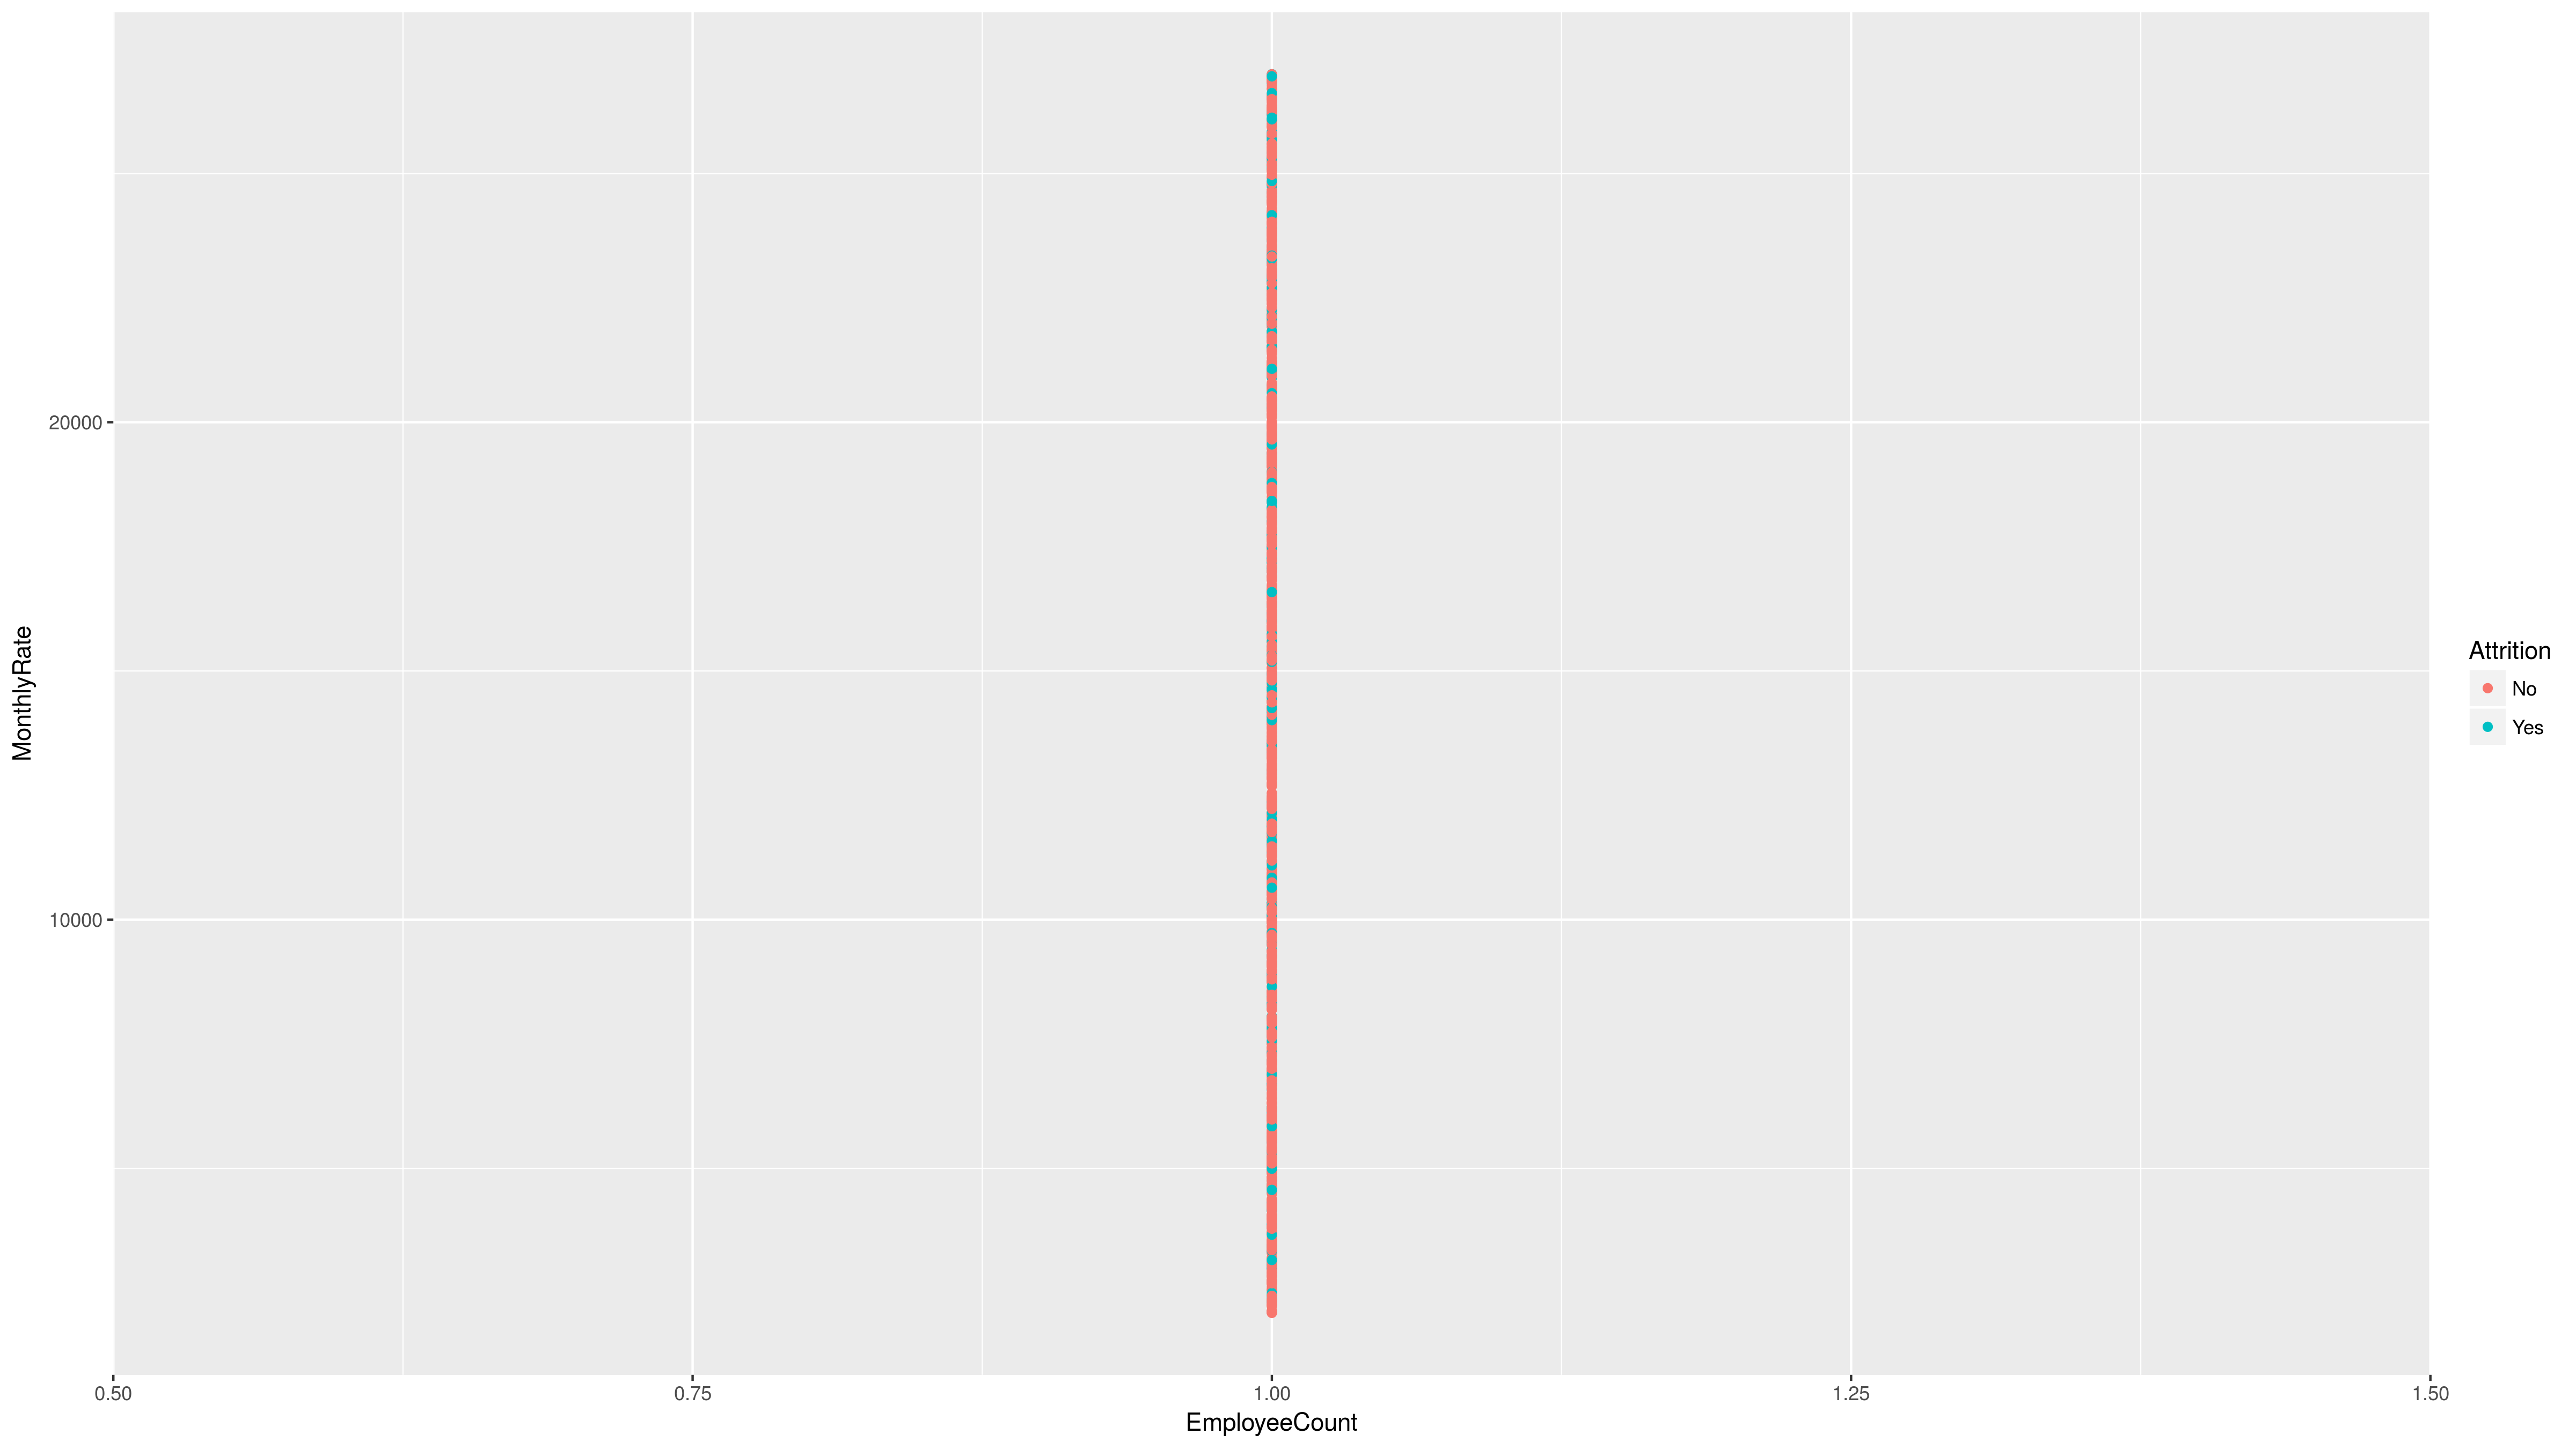 MonthlyRate
20000
10000
0.50
0.75
1.00
1.25
1.50
EmployeeCount
Attrition
No
Yes